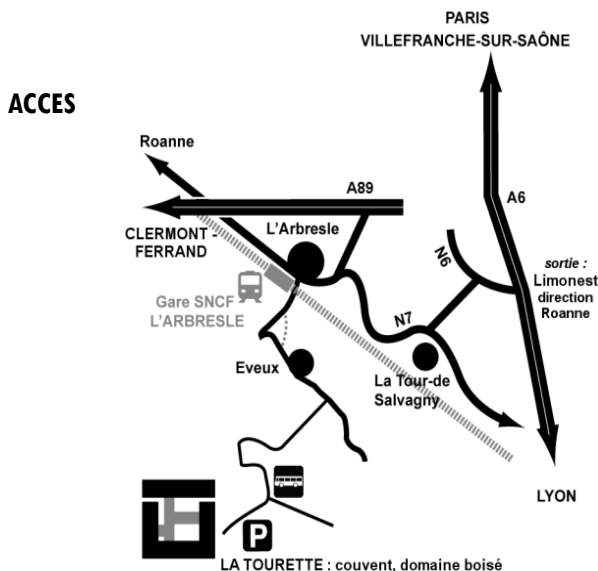 PARIS
VILLEFRANCHE-SUR-SAÔNE
ACCES
Roanne
A89
A6
CLERMONT -
FERRAND
L'Arbresle
N6
sortie :
Limonest
direction
Roanne
Gare SNCF
L'ARBRESLE
N7
Eveux
La Tour-de
Salvagny
LYON
P
LA TOURETTE : couvent, domaine boisé